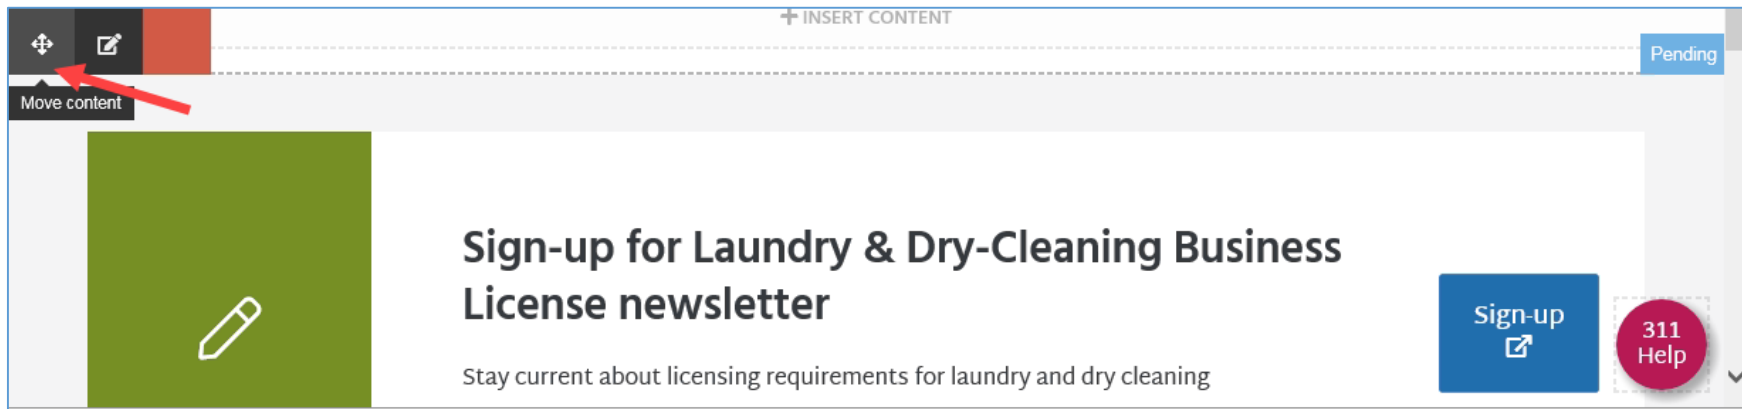 INSERT CONTENT
Pending
Move content
Sign-up for Laundry & Dry-Cleaning Business
License newsletter
Stay current about licensing requirements for laundry and dry cleaning
Sign-up
311
Help